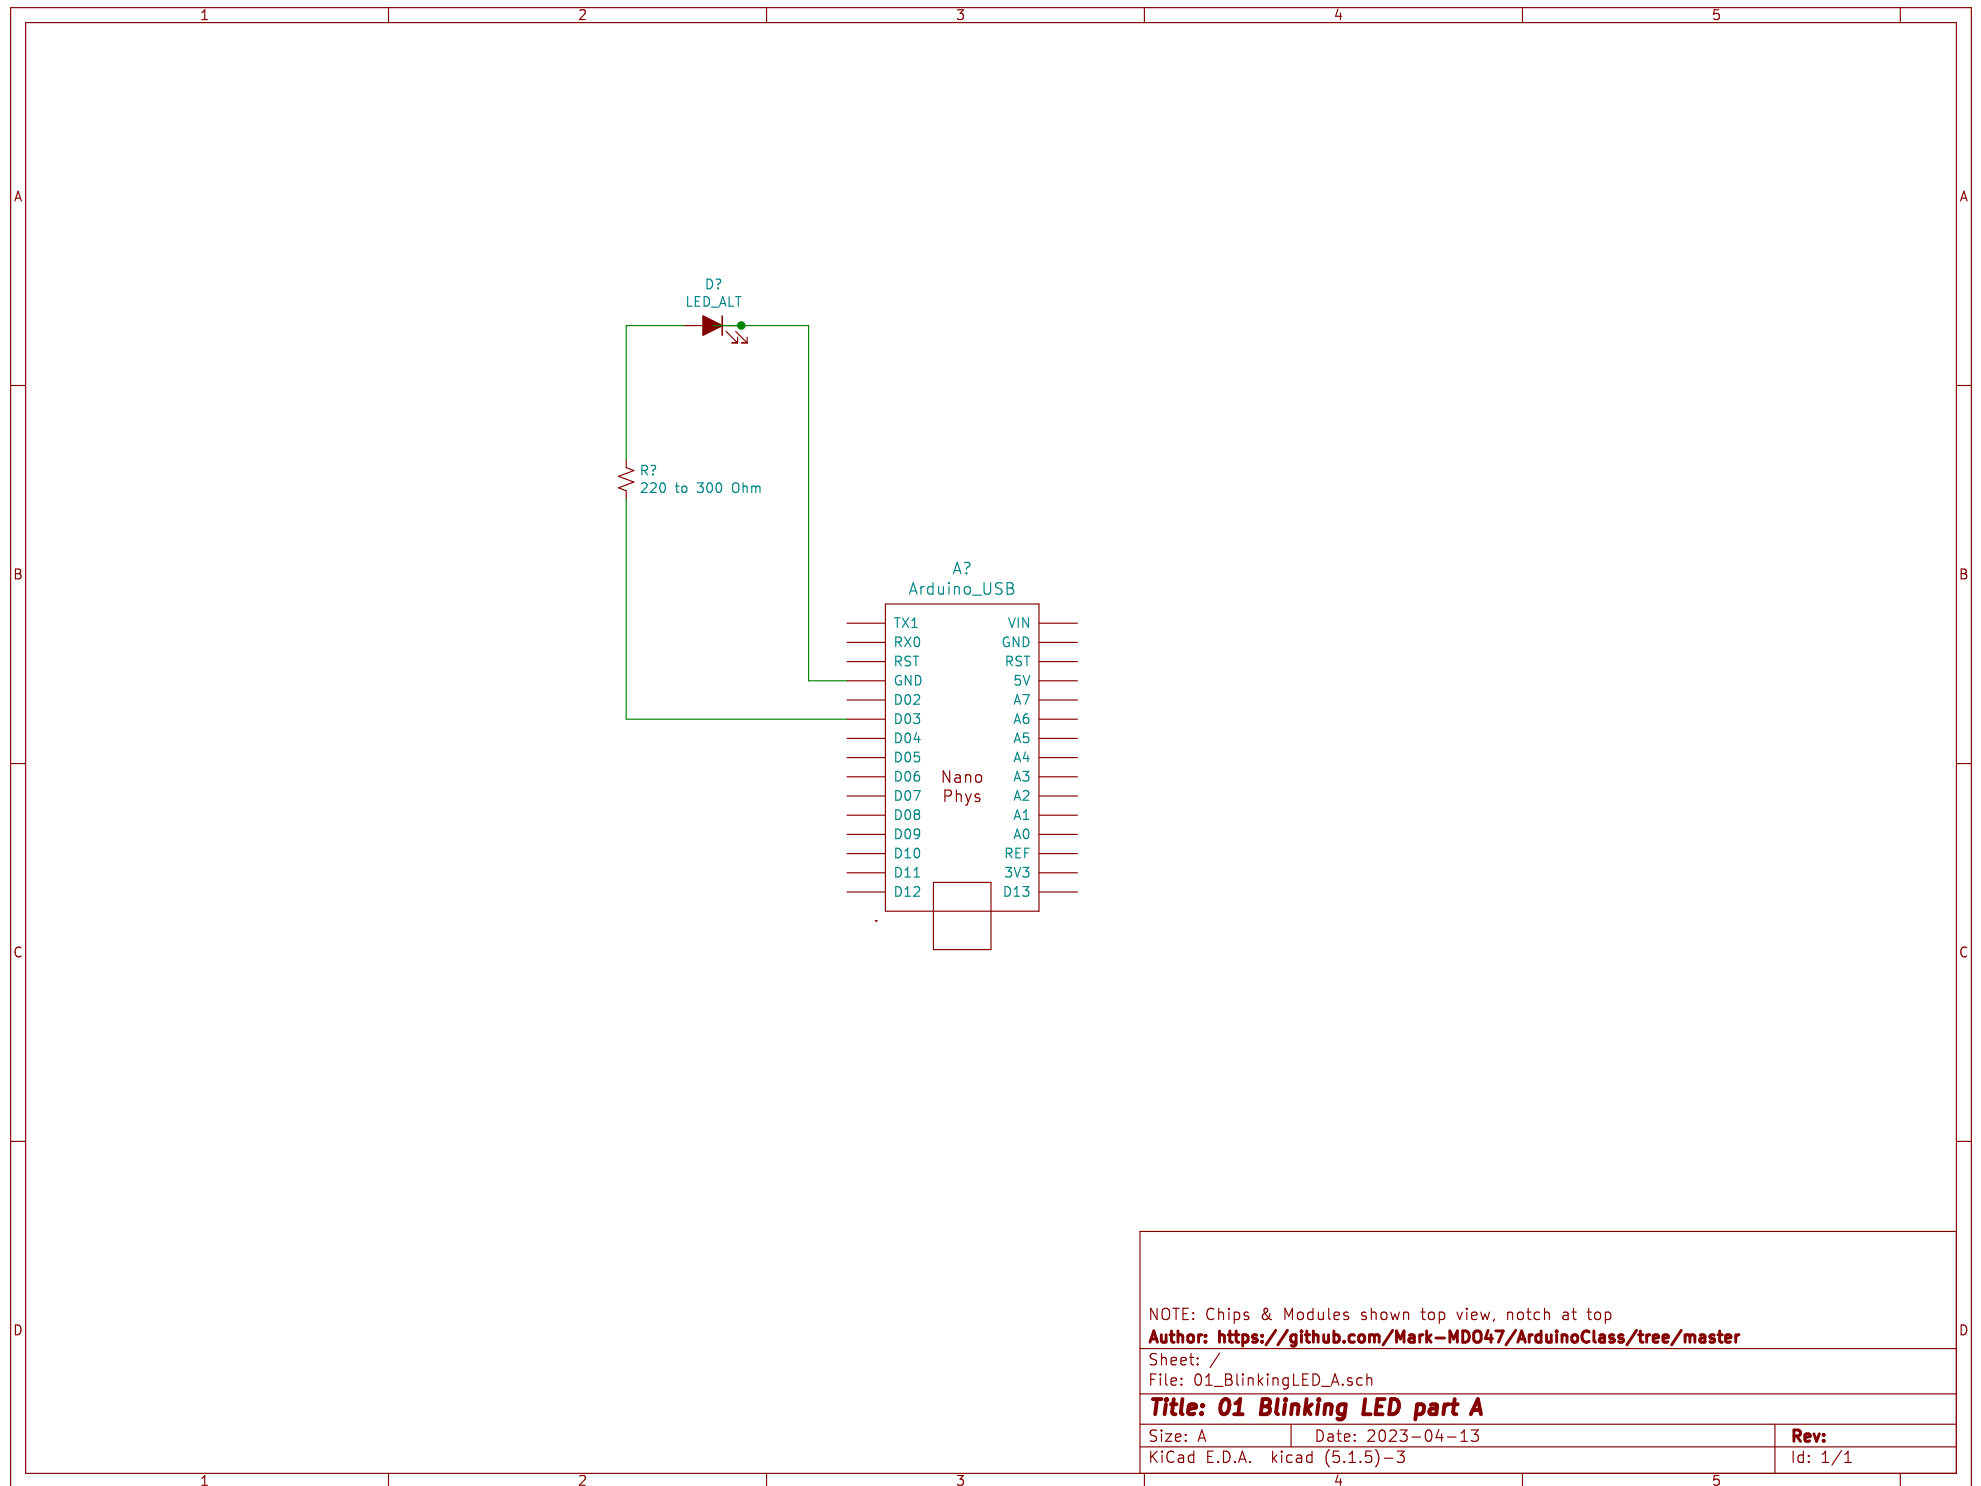 1 2 3 4 5
A A
D?
LED_ALT
R?
220 to 300 Ohm
A?
B B
Arduino_USB
TX1 VIN
RX0 GND
RST RST
GND 5V
D02 A7
D03 A6
D04 A5
D05 A4
D06 Nano A3
D07 Phys A2
D08 A1
D09 A0
D10 REF
D11 3V3
D12 D13
C C
NOTE: Chips & Modules shown top view, notch at top
D D
Author: https://github.com/Mark-MDO47/ArduinoClass/tree/master
Sheet: /
File: 01_BlinkingLED_A.sch
Title: 01 Blinking LED part A
Size: A Date: 2023-04-13 Rev:
KiCad E.D.A. kicad (5.1.5)-3 Id: 1/1
1 2 3 4 5